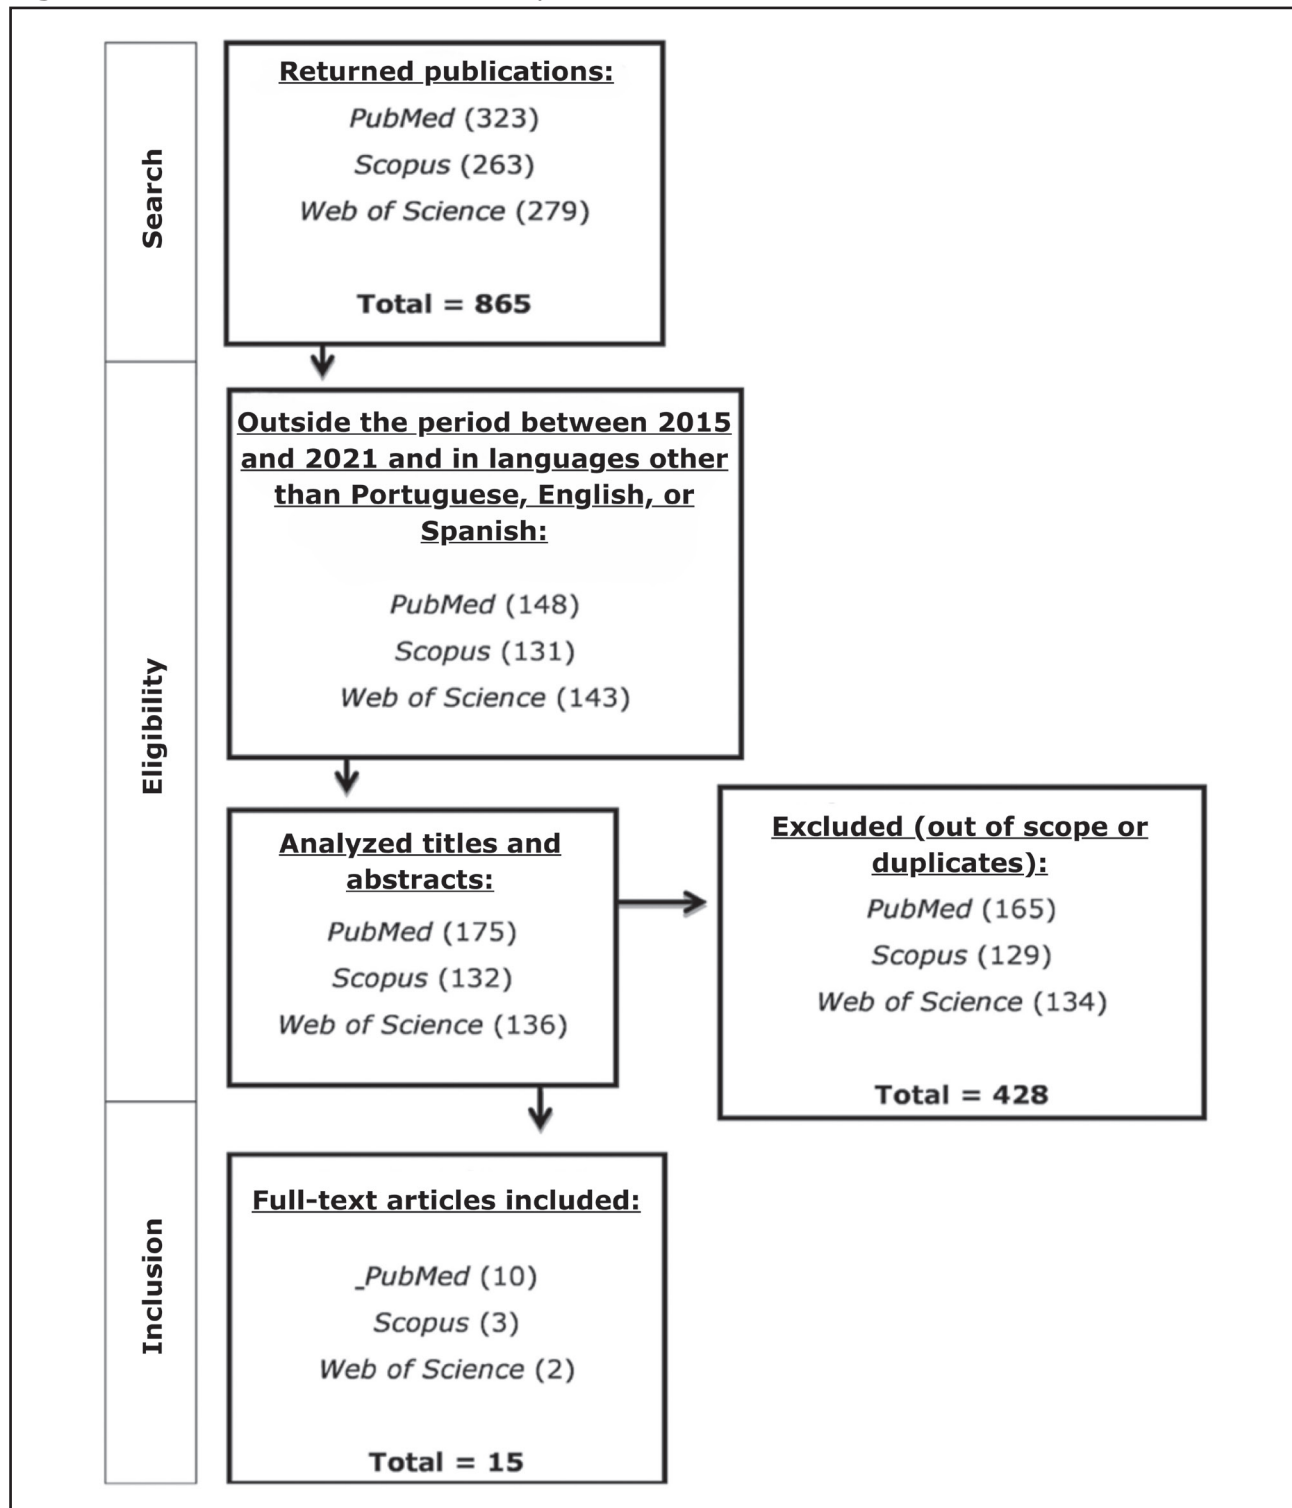 Search
Returned publications:
PubMed (323)
Scopus (263)
Web of Science (279)
Total = 865
Eligibility
Outside the period between 2015
and 2021 and in languages other
than Portuguese, English, or
Spanish:
PubMed (148)
Scopus (131)
Web of Science (143)
Analyzed titles and
abstracts:
PubMed (175)
Scopus (132)
Web of Science (136)
Excluded (out of scope or
duplicates):
PubMed (165)
Scopus (129)
Web of Science (134)
Total = 428
Inclusion
Full-text articles included:
_PubMed (10)
Scopus (3)
Web of Science (2)
Total = 15